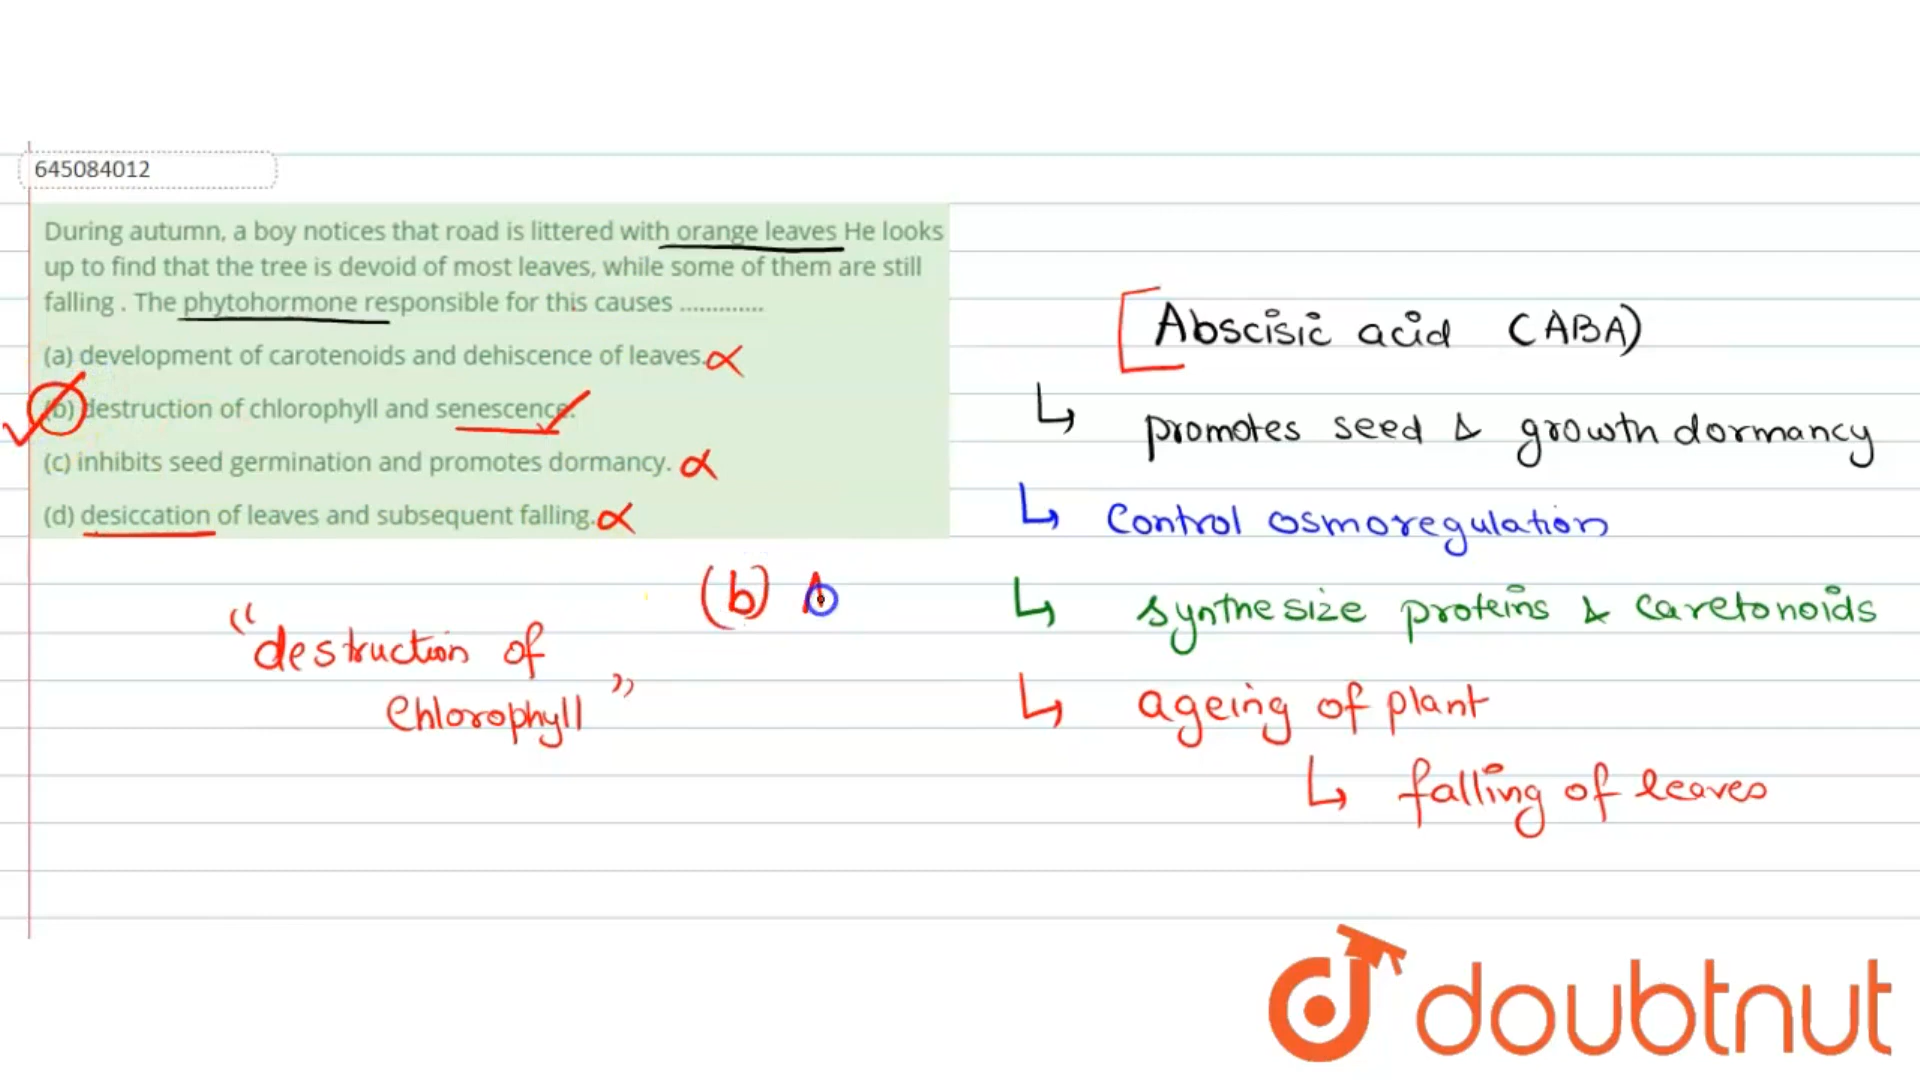 645084012
During autumn, a boy notices that road is littered with orange leaves He looks
up to find that the tree is devoid of most leaves, while some of them are still
falling . The phytohormone responsible for this causes .............
(a) development of carotenoids and dehiscence of leaves.
(b) destruction of chlorophyll and senescence.
(c) inhibits seed germination and promotes dormancy.
(d) desiccation of leaves and subsequent falling.
(b) A
"destruction of
Chlorophyll"
Abscisic acid (ABA)
promotes seed & growth dormancy
Control osmoregulation
synthesize proteins & caretonoids
ageing of plant
falling of leaves
doubtnut